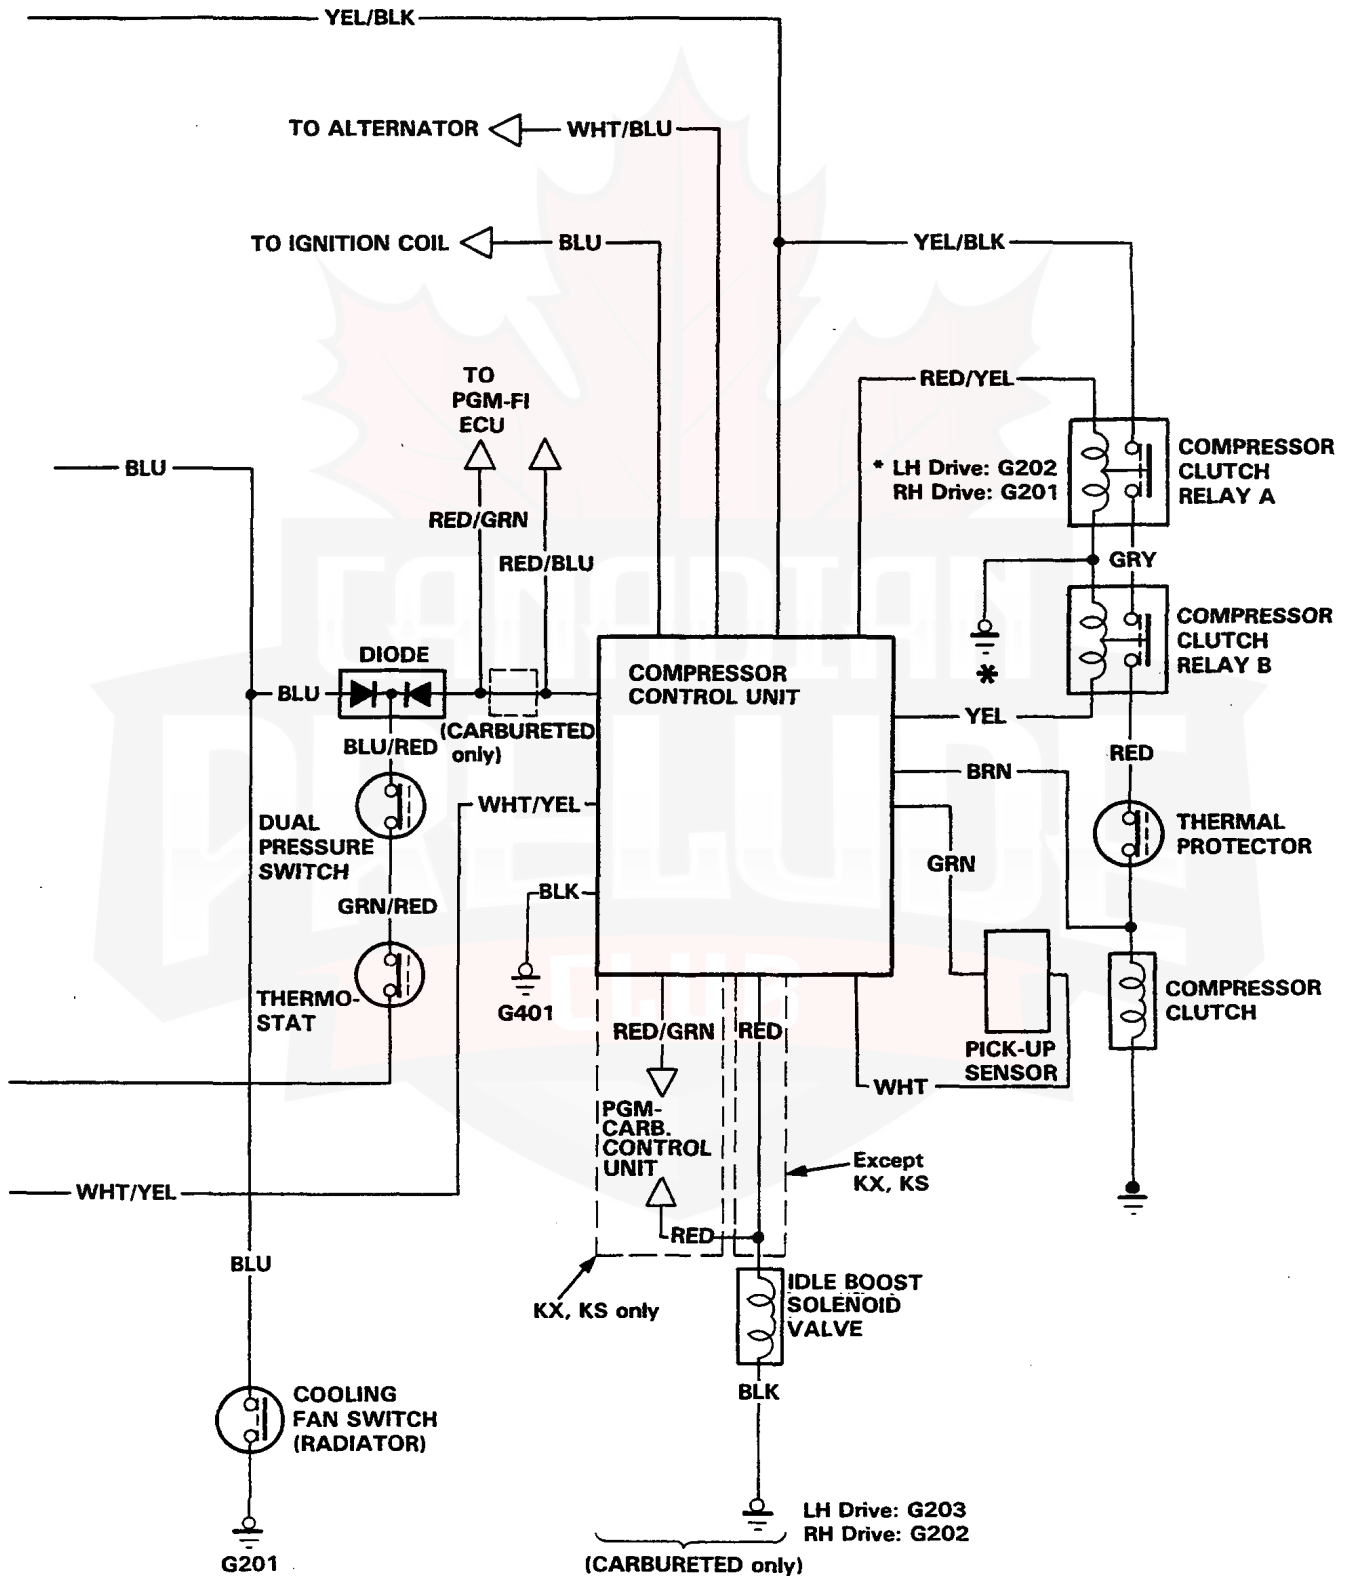 YEL/BLK
TO ALTERNATOR
WHT/BLU
TO IGNITION COIL
BLU
YEL/BLK
TO
PGM-FI
ECU
RED/YEL
BLU
* LH Drive: G202
RH Drive: G201
COMPRESSOR
CLUTCH
RELAY A
RED/GRN
RED/BLU
GRY
COMPRESSOR
CLUTCH
RELAY B
*
DIODE
BLU
COMPRESSOR
CONTROL UNIT
(CARBURETED
only)
YEL
BLU/RED
RED
BRN
WHT/YEL
DUAL
PRESSURE
SWITCH
THERMAL
PROTECTOR
GRN
BLK
GRN/RED
THERMO-
STAT
G401
COMPRESSOR
CLUTCH
RED/GRN
RED
PICK-UP
SENSOR
WHT
PGM-
CARB.
CONTROL
UNIT
Except
KX, KS
WHT/YEL
RED
BLU
KX, KS only
IDLE BOOST
SOLENOID
VALVE
BLK
COOLING
FAN SWITCH
(RADIATOR)
LH Drive: G203
RH Drive: G202
G201
(CARBURETED only)
CANADIAN
PRELUDE
CLUB